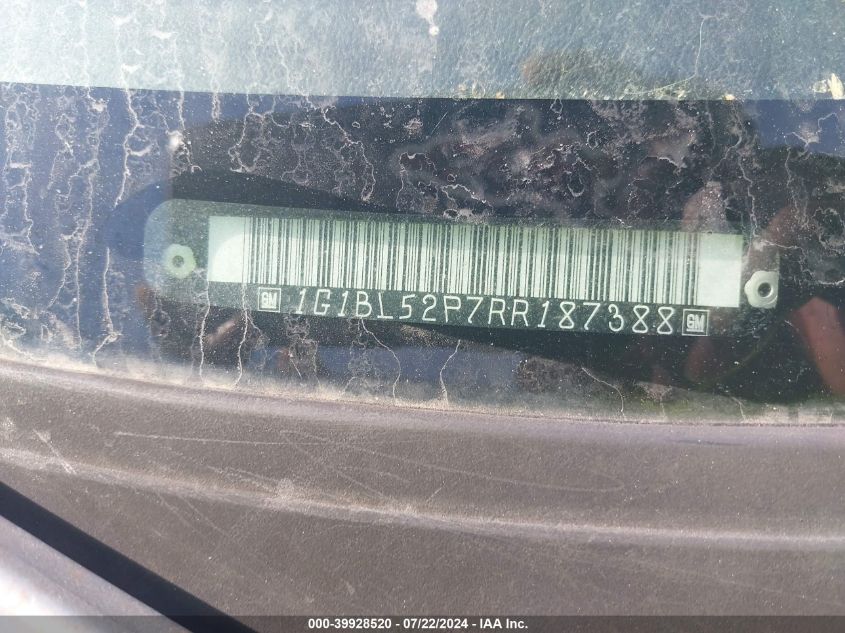 GM 1G1BL52P7RR187388 GM
000-39928520 - 07/22/2024 - IAA Inc.